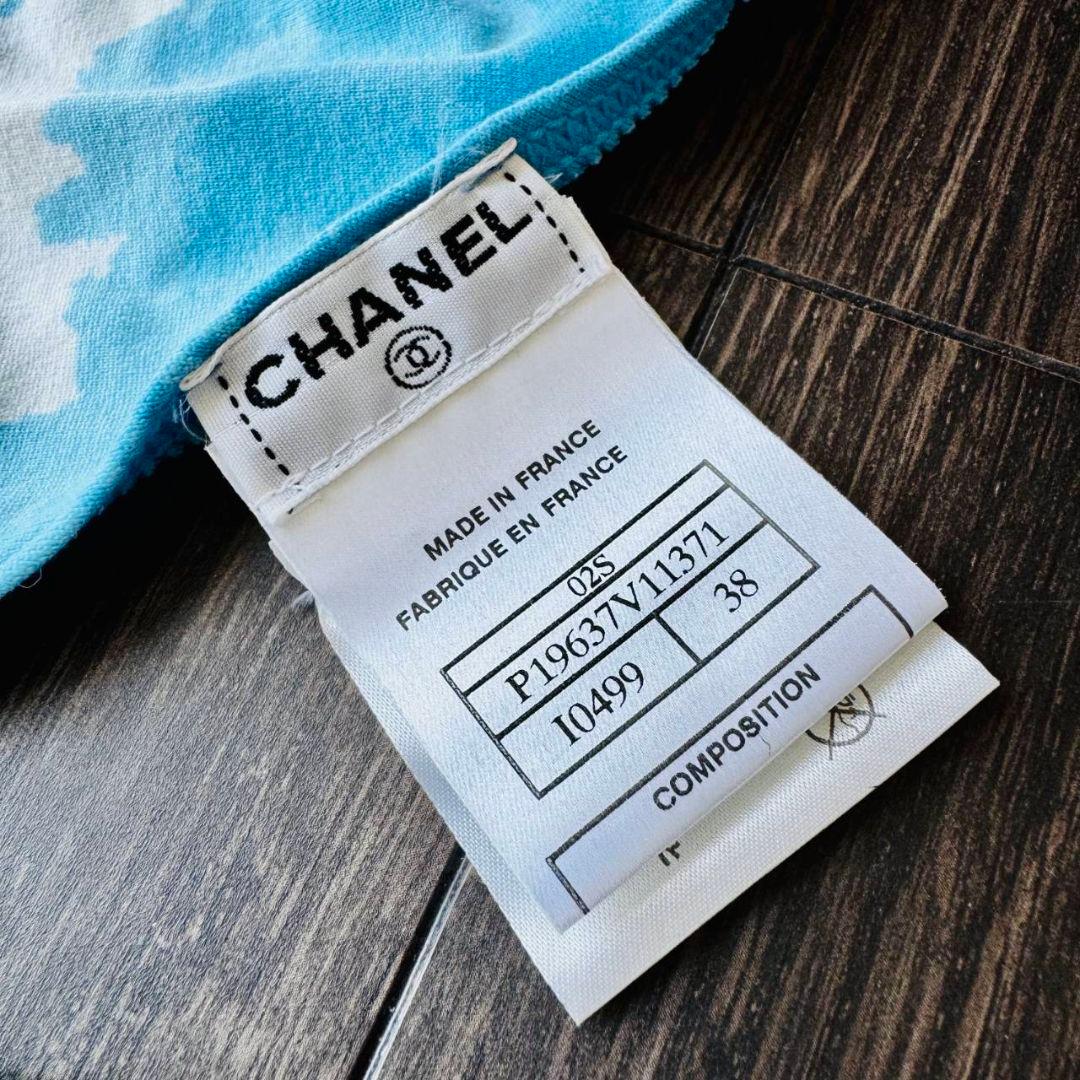 CHANEL
MADE IN FRANCE
FABRIQUE EN FRANCE
02S
P19637V11371
I0499 38
COMPOSITION